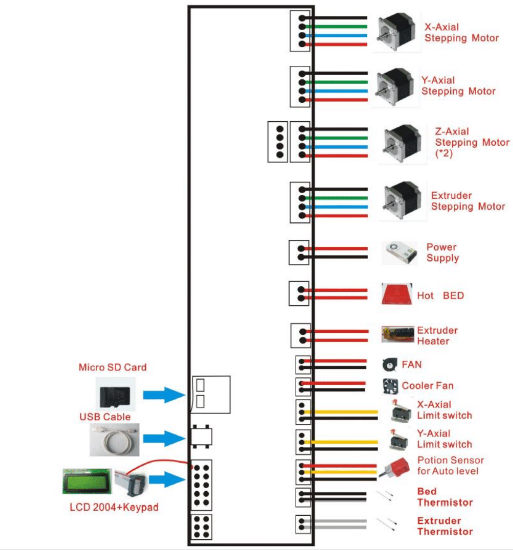 X-Axial
Stepping Motor
Y-Axial
Stepping Motor
Z-Axial
Stepping Motor
(*2)
Extruder
Stepping Motor
Power
Supply
Hot BED
Extruder
Heater
FAN
Cooler Fan
X-Axial
Limit switch
Y-Axial
Limit switch
Potion Sensor
for Auto level
Bed
Thermistor
Extruder
Thermistor
Micro SD Card
USB Cable
LCD 2004+Keypad